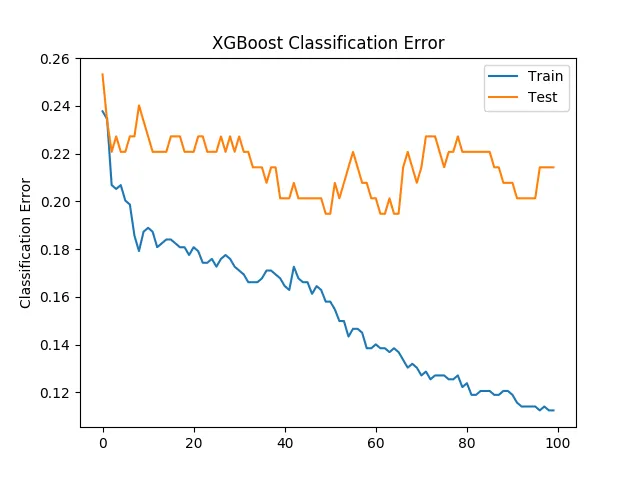 XGBoost Classification Error
Train
Test
Classification Error
0.26
0.24
0.22
0.20
0.18
0.16
0.14
0.12
0 20 40 60 80 100